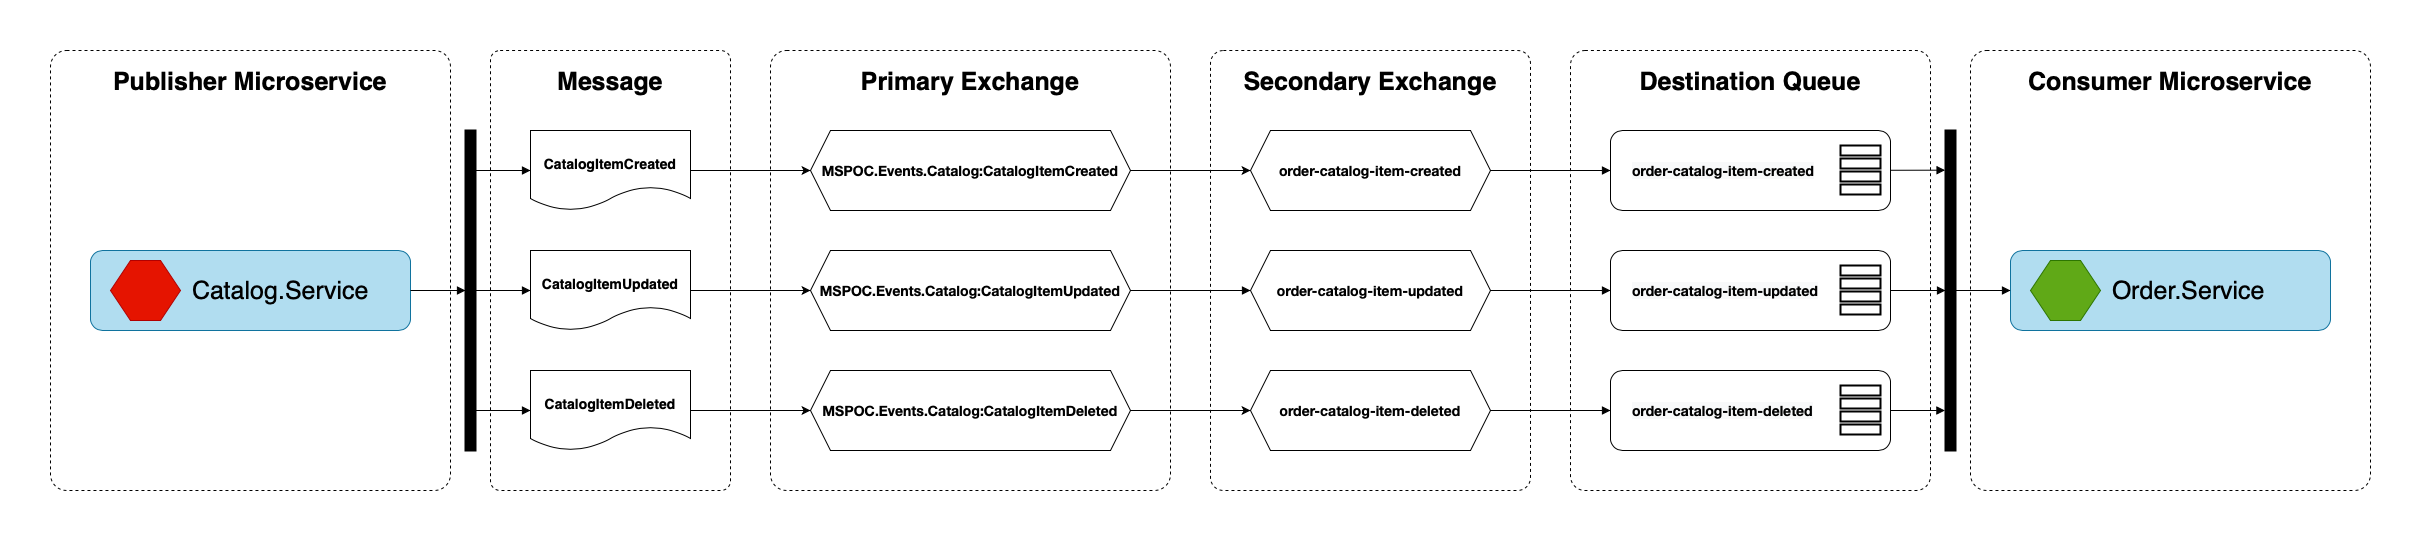 Publisher Microservice
Message
Primary Exchange
Secondary Exchange
Destination Queue
Consumer Microservice
CatalogItemCreated
MSPOC.Events.Catalog:CatalogItemCreated
order-catalog-item-created
order-catalog-item-created
Catalog.Service
CatalogItemUpdated
MSPOC.Events.Catalog:CatalogItemUpdated
order-catalog-item-updated
order-catalog-item-updated
Order.Service
CatalogItemDeleted
MSPOC.Events.Catalog:CatalogItemDeleted
order-catalog-item-deleted
order-catalog-item-deleted